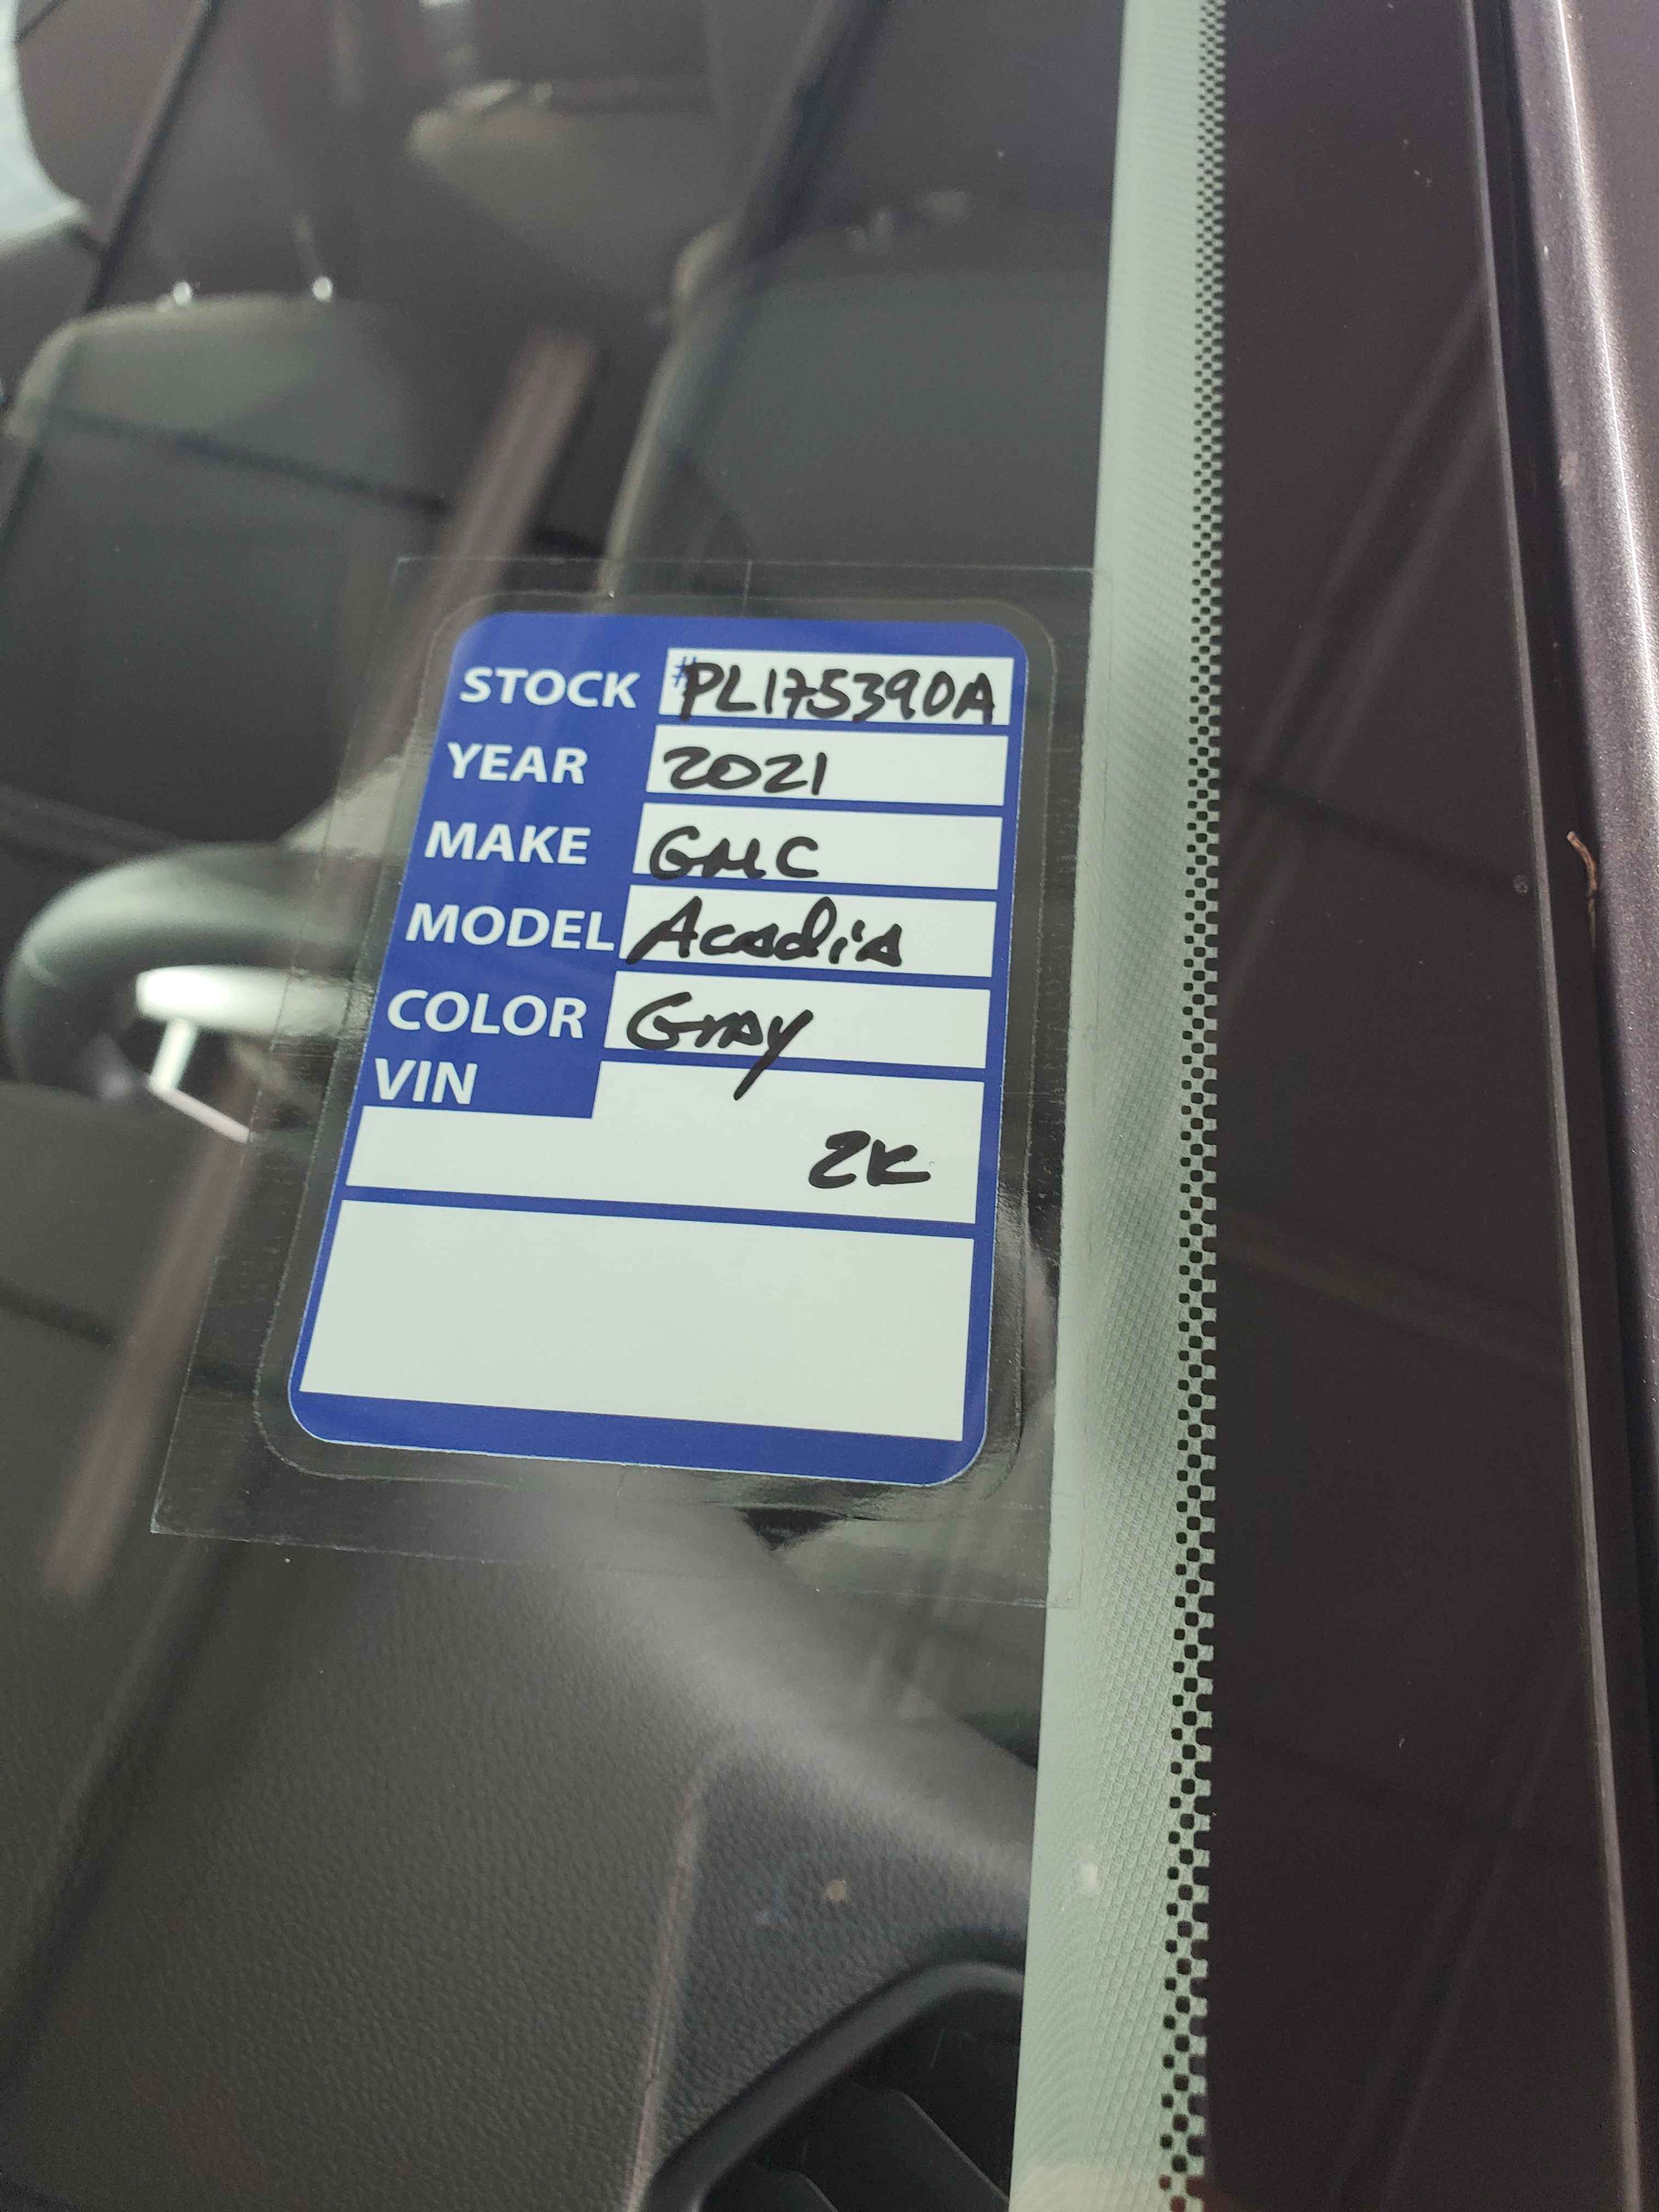 STOCK #PL175390A
YEAR 2021
MAKE GMC
MODEL Acadia
COLOR Gray
VIN
2K